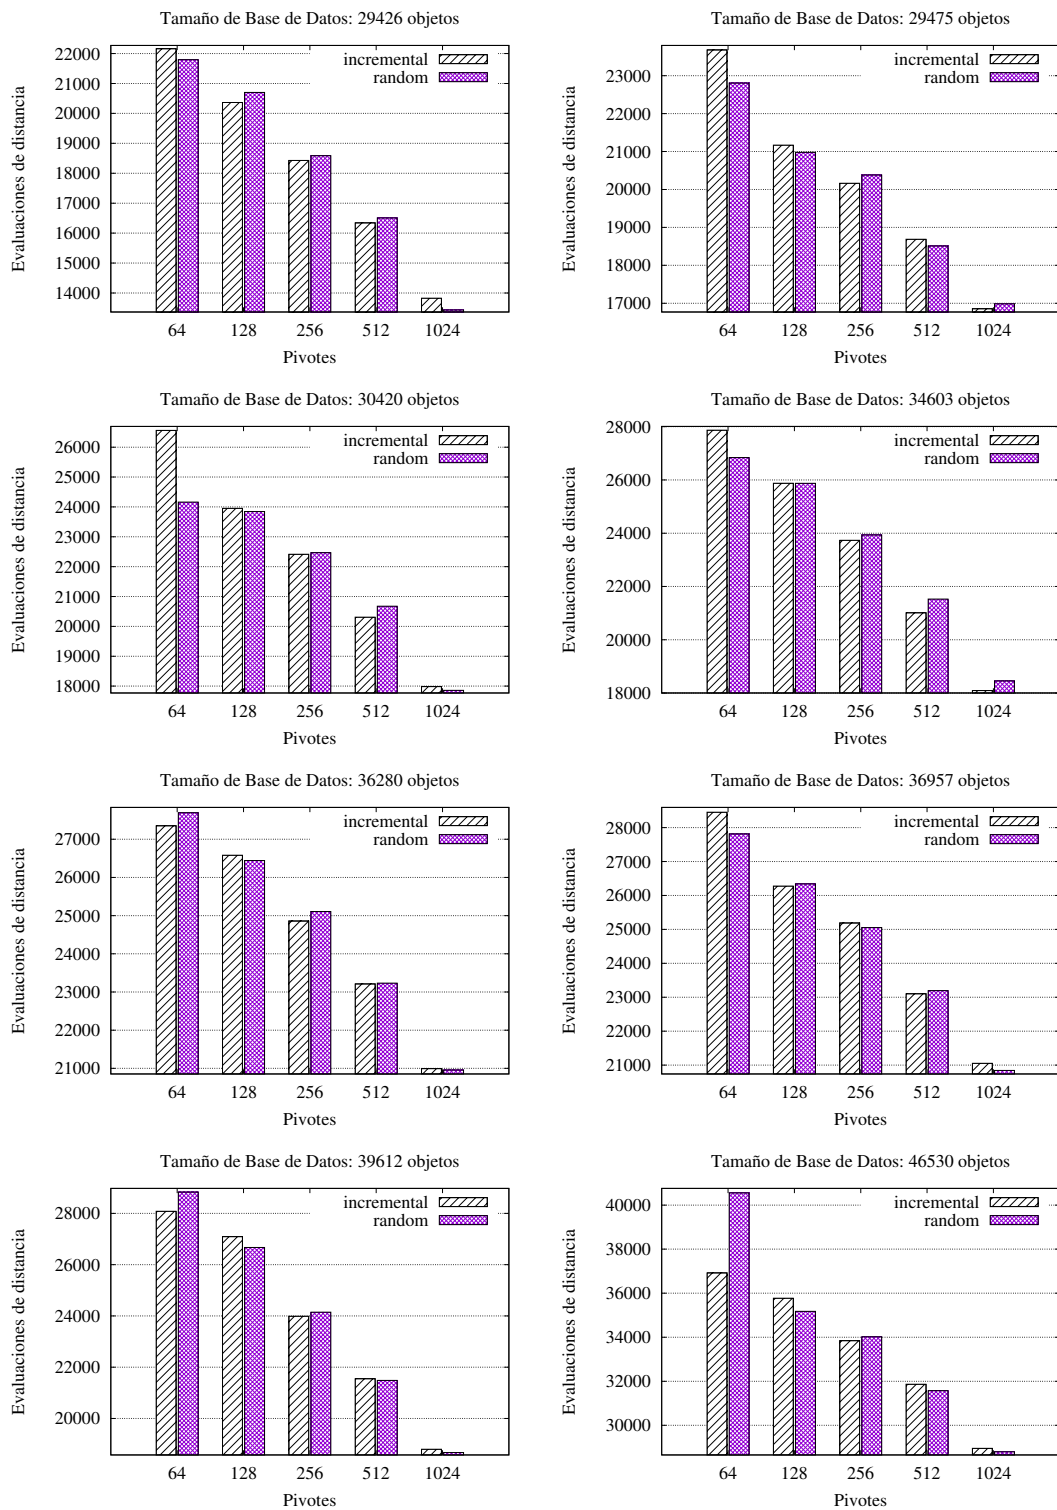 Tamaño de Base de Datos: 29426 objetos
Evaluaciones de distancia
22000
21000
20000
19000
18000
17000
16000
15000
14000
incremental
random
64 128 256 512 1024
Pivotes
Tamaño de Base de Datos: 29475 objetos
Evaluaciones de distancia
23000
22000
21000
20000
19000
18000
17000
incremental
random
64 128 256 512 1024
Pivotes
Tamaño de Base de Datos: 30420 objetos
Evaluaciones de distancia
26000
25000
24000
23000
22000
21000
20000
19000
18000
incremental
random
64 128 256 512 1024
Pivotes
Tamaño de Base de Datos: 34603 objetos
Evaluaciones de distancia
28000
26000
24000
22000
20000
18000
incremental
random
64 128 256 512 1024
Pivotes
Tamaño de Base de Datos: 36280 objetos
Evaluaciones de distancia
27000
26000
25000
24000
23000
22000
21000
incremental
random
64 128 256 512 1024
Pivotes
Tamaño de Base de Datos: 36957 objetos
Evaluaciones de distancia
28000
27000
26000
25000
24000
23000
22000
21000
incremental
random
64 128 256 512 1024
Pivotes
Tamaño de Base de Datos: 39612 objetos
Evaluaciones de distancia
28000
26000
24000
22000
20000
incremental
random
64 128 256 512 1024
Pivotes
Tamaño de Base de Datos: 46530 objetos
Evaluaciones de distancia
40000
38000
36000
34000
32000
30000
incremental
random
64 128 256 512 1024
Pivotes